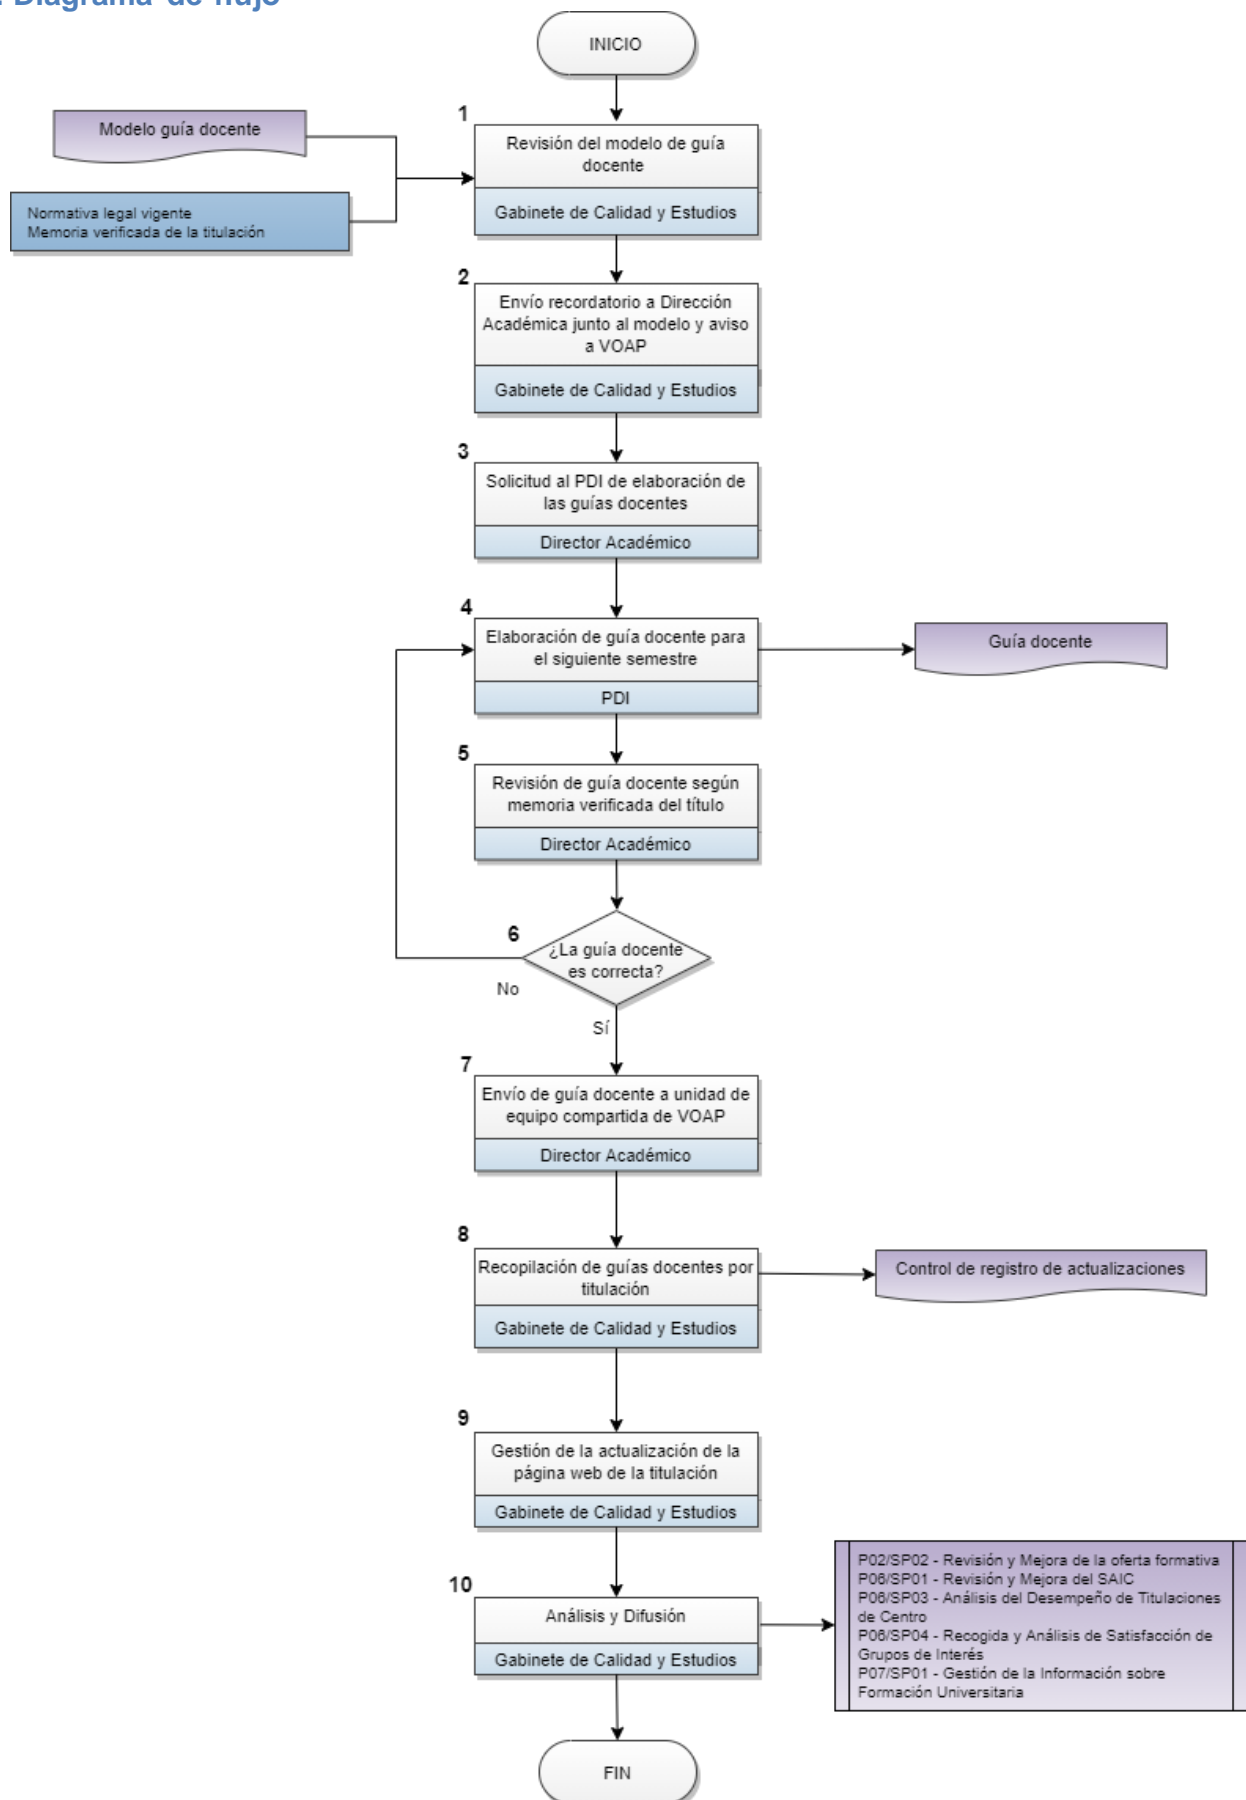 Diagrama de flujo
INICIO
1
Modelo guía docente
Revisión del modelo de guía
docente
Normativa legal vigente
Memoria verificada de la titulación
Gabinete de Calidad y Estudios
2
Envío recordatorio a Dirección
Académica junto al modelo y aviso
a VOAP
Gabinete de Calidad y Estudios
3
Solicitud al PDI de elaboración de
las guías docentes
Director Académico
4
Elaboración de guía docente para
el siguiente semestre
PDI
Guía docente
5
Revisión de guía docente según
memoria verificada del título
Director Académico
6
¿La guía docente
es correcta?
No
Sí
7
Envío de guía docente a unidad de
equipo compartida de VOAP
Director Académico
8
Recopilación de guías docentes por
titulación
Gabinete de Calidad y Estudios
Control de registro de actualizaciones
9
Gestión de la actualización de la
página web de la titulación
Gabinete de Calidad y Estudios
10
Análisis y Difusión
Gabinete de Calidad y Estudios
P02/SP02 - Revisión y Mejora de la oferta formativa
P06/SP01 - Revisión y Mejora del SAIC
P06/SP03 - Análisis del Desempeño de Titulaciones
de Centro
P06/SP04 - Recogida y Análisis de Satisfacción de
Grupos de Interés
P07/SP01 - Gestión de la Información sobre
Formación Universitaria
FIN